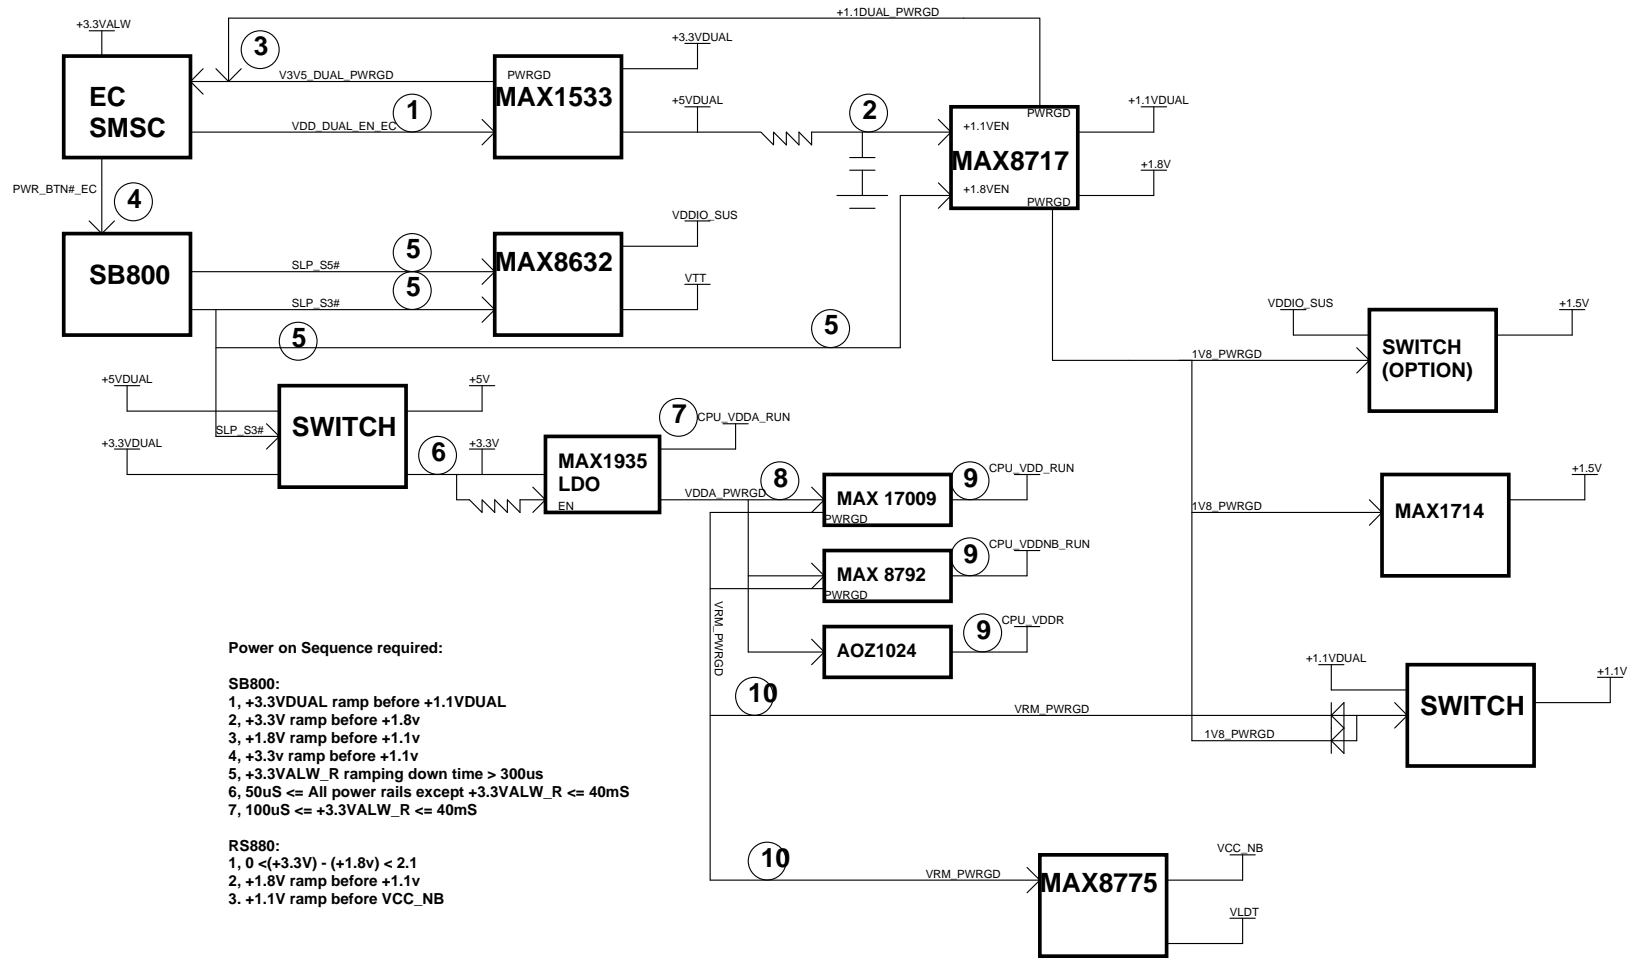 +3.3VALW
EC
SMSC
3
V3V5_DUAL_PWRGD
VDD_DUAL_EN_EC
1
PWRGD
MAX1533
+3.3VDUAL
+5VDUAL
2
+1.1DUAL_PWRGD
PWRGD
+1.1VEN
MAX8717
+1.8VEN
PWRGD
+1.1VDUAL
+1.8V
PWR_BTN#_EC
4
SB800
SLP_S5#
5
SLP_S3#
5
5
5
MAX8632
VDDIO_SUS
VTT
VDDIO_SUS
1V8_PWRGD
SWITCH
(OPTION)
+1.5V
+5VDUAL
+3.3VDUAL
SLP_S3#
SWITCH
+5V
6
+3.3V
MAX1935
LDO
EN
7
CPU_VDDA_RUN
VDDA_PWRGD
8
MAX 17009
PWRGD
9
CPU_VDD_RUN
MAX 8792
PWRGD
9
CPU_VDDNB_RUN
AOZ1024
9
CPU_VDDR
VRM_PWRGD
1V8_PWRGD
MAX1714
+1.5V
10
VRM_PWRGD
1V8_PWRGD
+1.1VDUAL
SWITCH
+1.1V
10
VRM_PWRGD
MAX8775
VCC_NB
VLDT
Power on Sequence required:
SB800:
1, +3.3VDUAL ramp before +1.1VDUAL
2, +3.3V ramp before +1.8v
3, +1.8V ramp before +1.1v
4, +3.3v ramp before +1.1v
5, +3.3VALW_R ramping down time > 300us
6, 50uS <= All power rails except +3.3VALW_R <= 40mS
7, 100uS <= +3.3VALW_R <= 40mS
RS880:
1, 0 <(+3.3V) - (+1.8v) < 2.1
2, +1.8V ramp before +1.1v
3. +1.1V ramp before VCC_NB